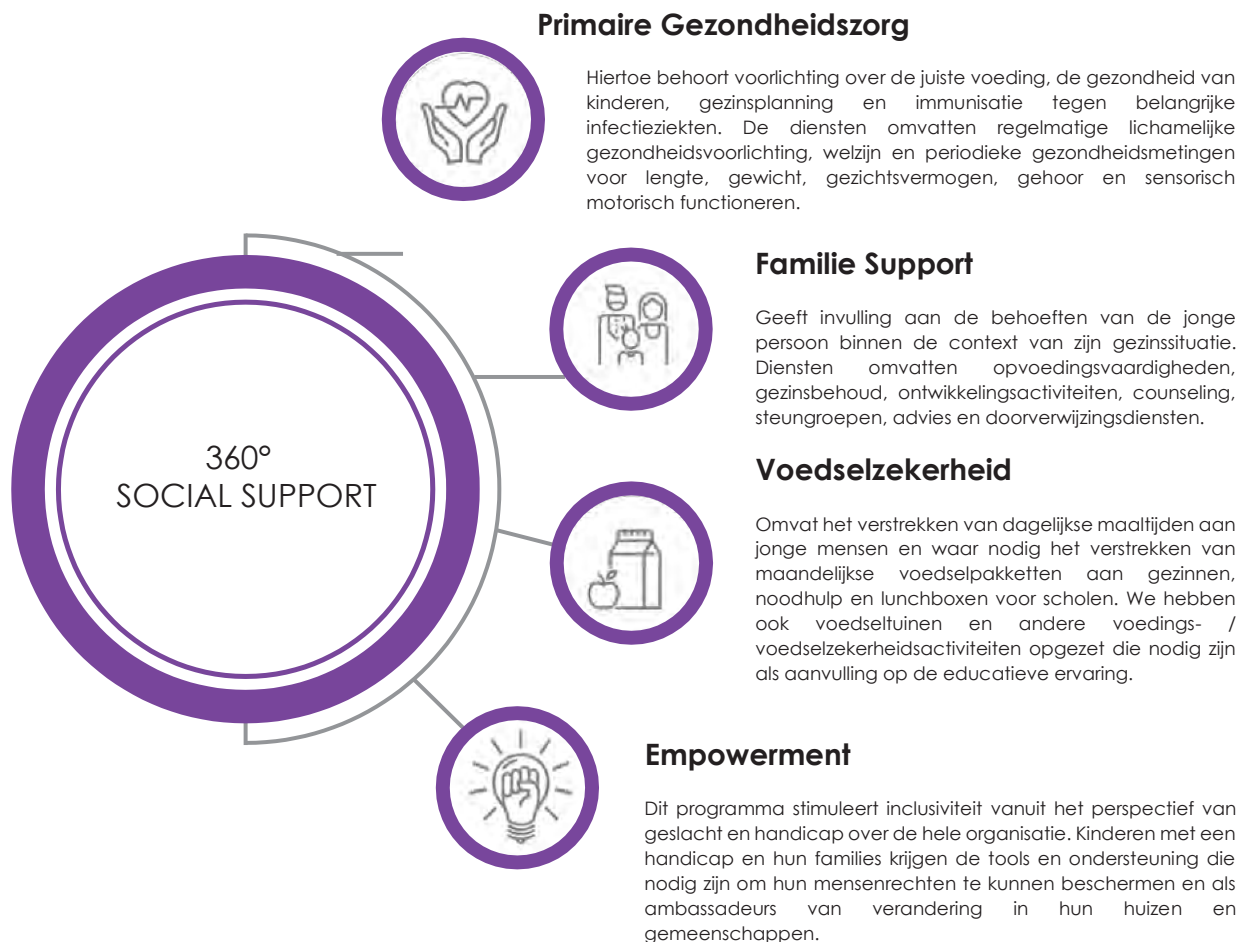 Primaire Gezondheidszorg
Hiertoe behoort voorlichting over de juiste voeding, de gezondheid van
kinderen, gezinsplanning en immunisatie tegen belangrijke
infectieziekten. De diensten omvatten regelmatige lichamelijke
gezondheidsvoorlichting, welzijn en periodieke gezondheidsmetingen
voor lengte, gewicht, gezichtsvermogen, gehoor en sensorisch
motorisch functioneren.
Familie Support
Geeft invulling aan de behoeften van de jonge
persoon binnen de context van zijn gezinssituatie.
Diensten omvatten opvoedingsvaardigheden,
gezinsbehoud, ontwikkelingsactiviteiten, counseling,
steungroepen, advies en doorverwijzingsdiensten.
360°
SOCIAL SUPPORT
Voedselzekerheid
Omvat het verstrekken van dagelijkse maaltijden aan
jonge mensen en waar nodig het verstrekken van
maandelijkse voedselpakketten aan gezinnen,
noodhulp en lunchboxen voor scholen. We hebben
ook voedseltuinen en andere voedings- /
voedselzekerheidsactiviteiten opgezet die nodig zijn
als aanvulling op de educatieve ervaring.
Empowerment
Dit programma stimuleert inclusiviteit vanuit het perspectief van
geslacht en handicap over de hele organisatie. Kinderen met een
handicap en hun families krijgen de tools en ondersteuning die
nodig zijn om hun mensenrechten te kunnen beschermen en als
ambassadeurs van verandering in hun huizen en
gemeenschappen.